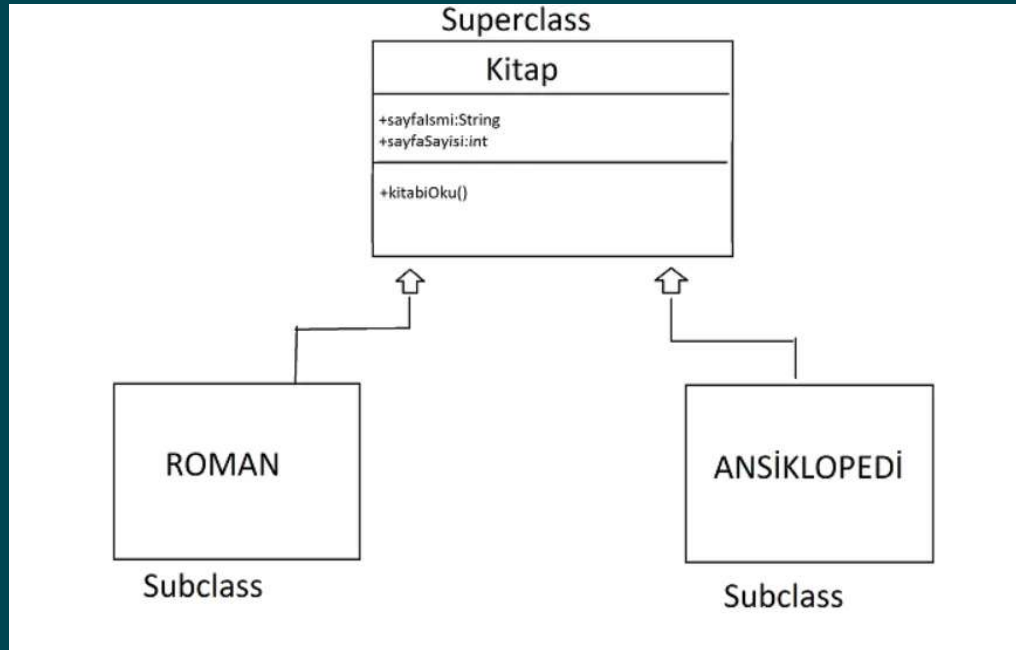 Superclass
Kitap
+sayfaIsmi:String
+sayfaSayisi:int
+kitabiOku()
ROMAN
ANSİKLOPEDİ
Subclass
Subclass